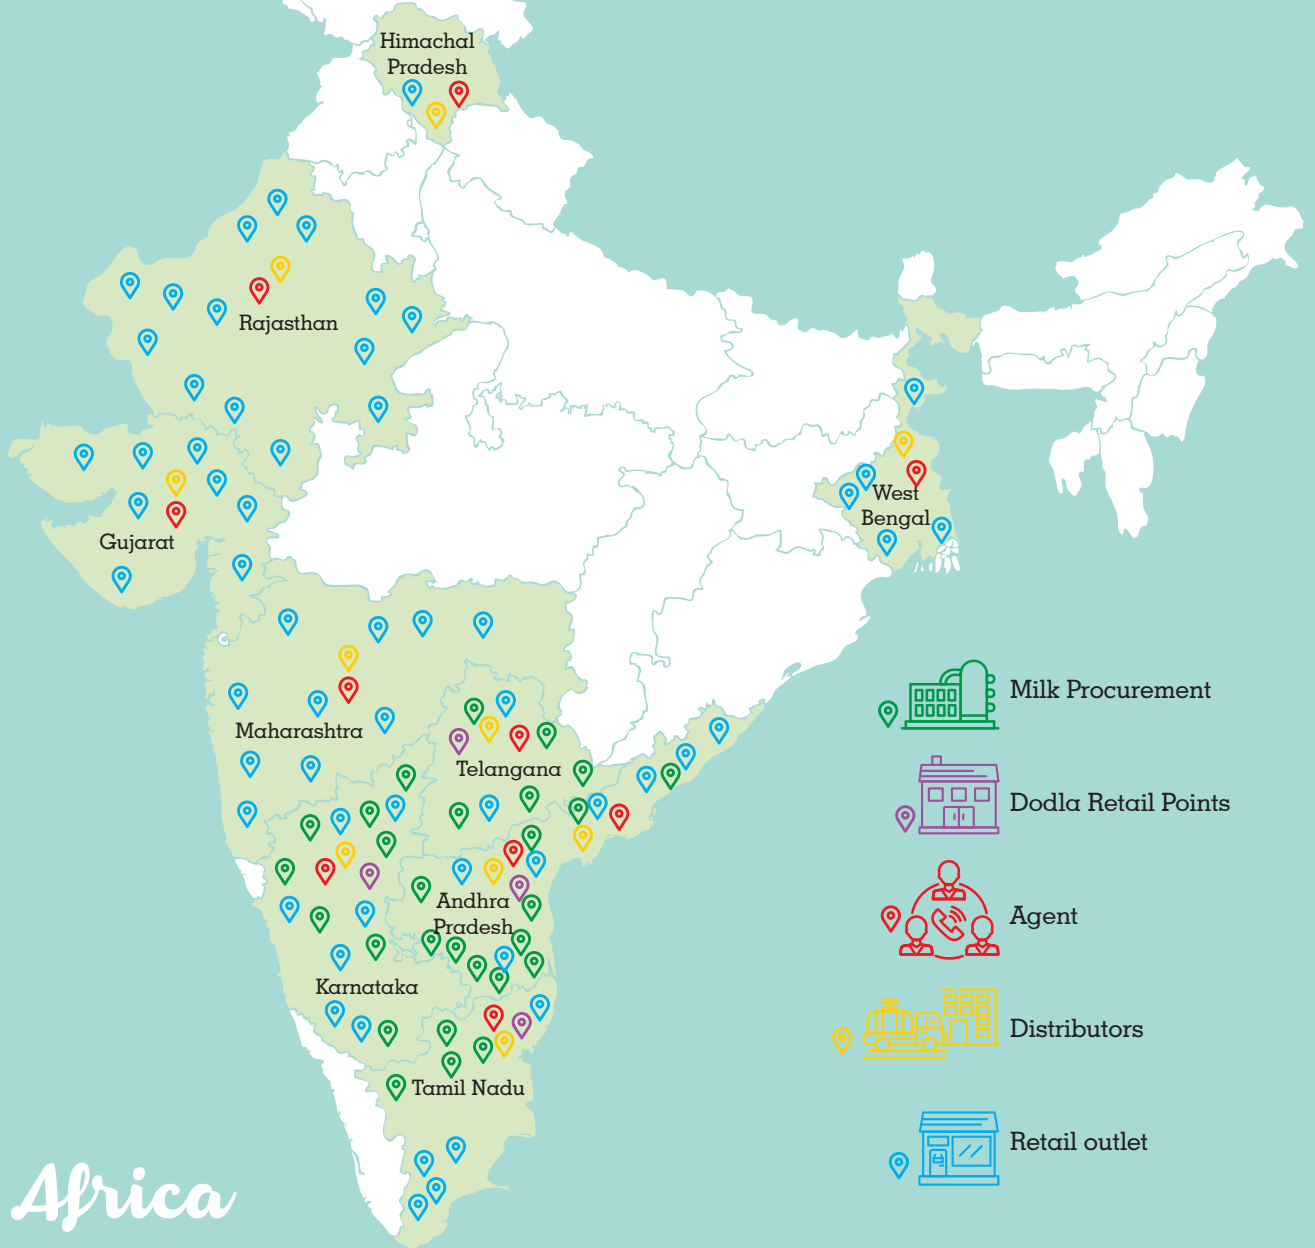 Himachal
Pradesh
Rajasthan
Gujarat
West
Bengal
Maharashtra
Telangana
Andhra
Pradesh
Karnataka
Tamil Nadu
Milk Procurement
Dodla Retail Points
Agent
Distributors
Retail outlet
Africa